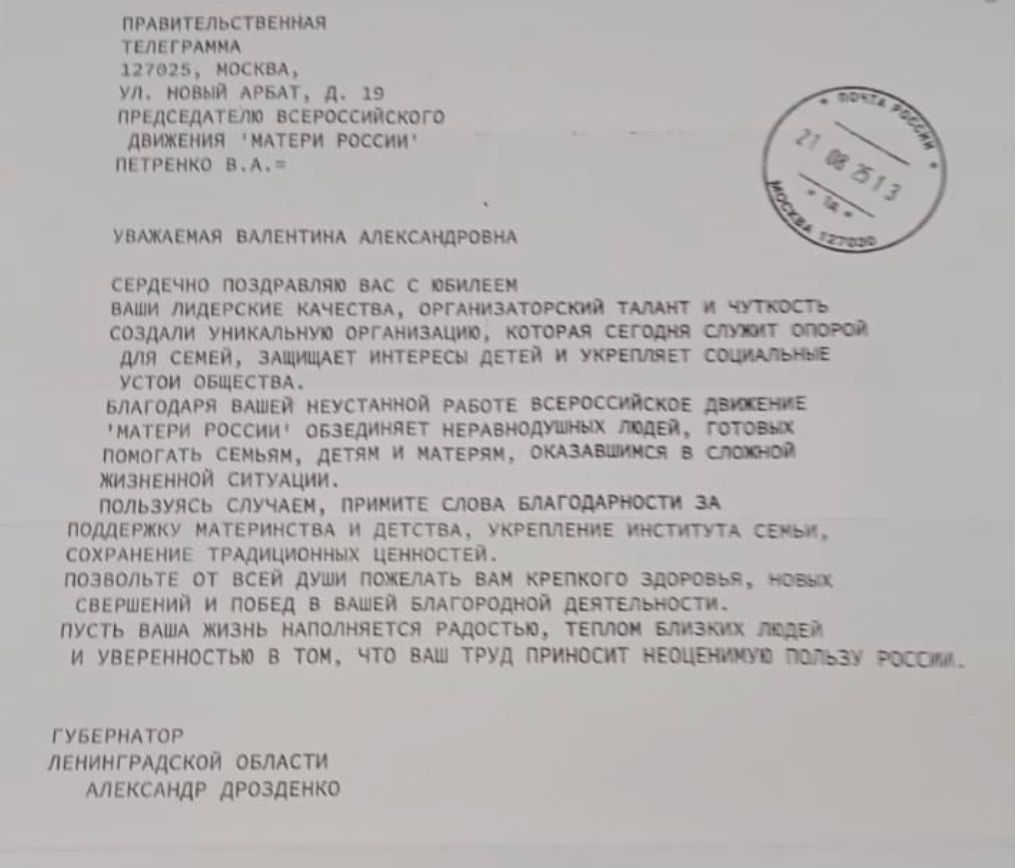 ПРАВИТЕЛЬСТВЕННАЯ
ТЕЛЕГРАММА
127025, МОСКВА,
УЛ. НОВЫЙ АРБАТ, Д. 19
ПРЕДСЕДАТЕЛЮ ВСЕРОССИЙСКОГО
ДВИЖЕНИЯ 'МАТЕРИ РОССИИ'
ПЕТРЕНКО В.А.=
* ПОЧТА РОССИИ *
21 08 25 13
МОСКВА 127030
УВАЖАЕМАЯ ВАЛЕНТИНА АЛЕКСАНДРОВНА
СЕРДЕЧНО ПОЗДРАВЛЯЮ ВАС С ЮБИЛЕЕМ
ВАШИ ЛИДЕРСКИЕ КАЧЕСТВА, ОРГАНИЗАТОРСКИЙ ТАЛАНТ И ЧУТКОСТЬ
СОЗДАЛИ УНИКАЛЬНУЮ ОРГАНИЗАЦИЮ, КОТОРАЯ СЕГОДНЯ СЛУЖИТ ОПОРОЙ
ДЛЯ СЕМЕЙ, ЗАЩИЩАЕТ ИНТЕРЕСЫ ДЕТЕЙ И УКРЕПЛЯЕТ СОЦИАЛЬНЫЕ
УСТОИ ОБЩЕСТВА.
БЛАГОДАРЯ ВАШЕЙ НЕУСТАННОЙ РАБОТЕ ВСЕРОССИЙСКОЕ ДВИЖЕНИЕ
'МАТЕРИ РОССИИ' ОБЗЕДИНЯЕТ НЕРАВНОДУШНЫХ ЛЮДЕЙ, ГОТОВЫХ
ПОМОГАТЬ СЕМЬЯМ, ДЕТЯМ И МАТЕРЯМ, ОКАЗАВШИМСЯ В СЛОЖНОЙ
ЖИЗНЕННОЙ СИТУАЦИИ.
ПОЛЬЗУЯСЬ СЛУЧАЕМ, ПРИМИТЕ СЛОВА БЛАГОДАРНОСТИ ЗА
ПОДДЕРЖКУ МАТЕРИНСТВА И ДЕТСТВА, УКРЕПЛЕНИЕ ИНСТИТУТА СЕМЬИ,
СОХРАНЕНИЕ ТРАДИЦИОННЫХ ЦЕННОСТЕЙ.
ПОЗВОЛЬТЕ ОТ ВСЕЙ ДУШИ ПОЖЕЛАТЬ ВАМ КРЕПКОГО ЗДОРОВЬЯ, НОВЫХ
СВЕРШЕНИЙ И ПОБЕД В ВАШЕЙ БЛАГОРОДНОЙ ДЕЯТЕЛЬНОСТИ.
ПУСТЬ ВАША ЖИЗНЬ НАПОЛНЯЕТСЯ РАДОСТЬЮ, ТЕПЛОМ БЛИЗКИХ ЛЮДЕЙ
И УВЕРЕННОСТЬЮ В ТОМ, ЧТО ВАШ ТРУД ПРИНОСИТ НЕОЦЕНИМУЮ ПОЛЬЗУ РОССИИ.
ГУБЕРНАТОР
ЛЕНИНГРАДСКОЙ ОБЛАСТИ
АЛЕКСАНДР ДРОЗДЕНКО